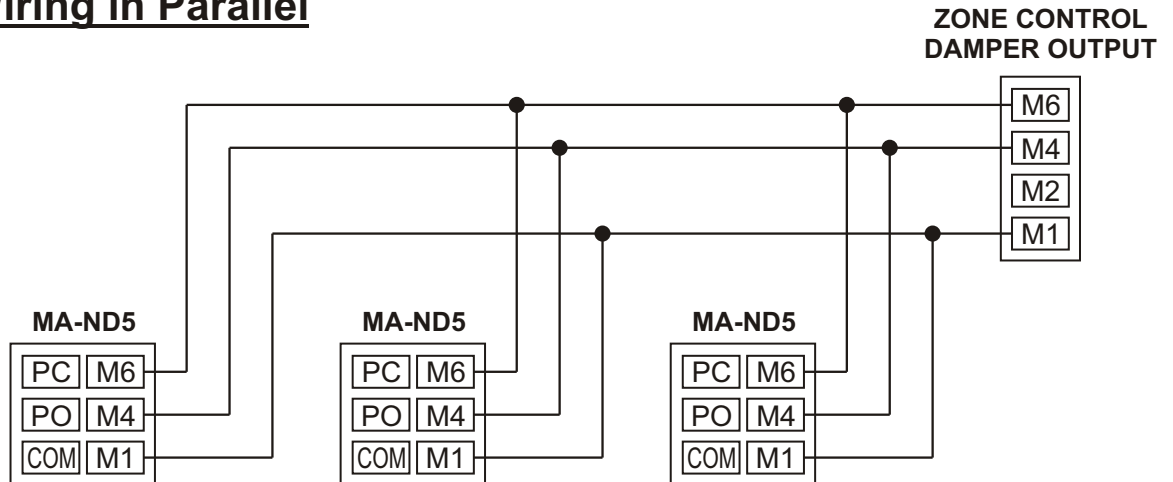 Wiring in Parallel
ZONE CONTROL
DAMPER OUTPUT
M6
M4
M2
M1
MA-ND5 MA-ND5 MA-ND5
PC M6 PC M6 PC M6
PO M4 PO M4 PO M4
COM M1 COM M1 COM M1